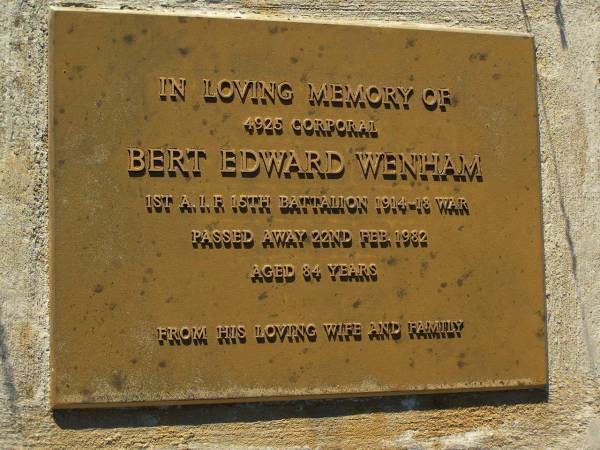 IN LOVING MEMORY OF
4925 CORPORAL
BERT EDWARD WENHAM
1ST A.I.F. 15TH BATTALION 1914-18 WAR
PASSED AWAY 22ND FEB. 1982
AGED 84 YEARS
FROM HIS LOVING WIFE AND FAMILY